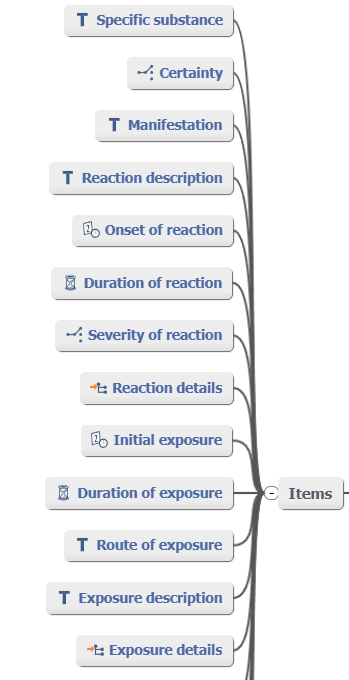 Specific substance
Certainty
Manifestation
Reaction description
Onset of reaction
Duration of reaction
Severity of reaction
Reaction details
Initial exposure
Duration of exposure
Items
Route of exposure
Exposure description
Exposure details